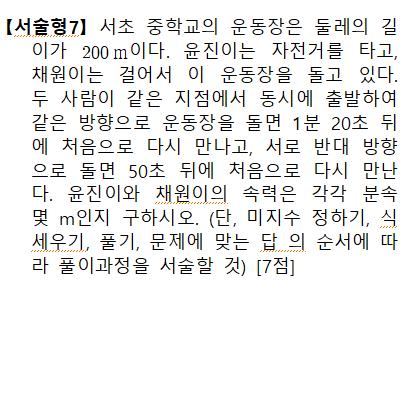 【서술형7】 서초 중학교의 운동장은 둘레의 길
이가 200 m이다. 윤진이는 자전거를 타고,
채원이는 걸어서 이 운동장을 돌고 있다.
두 사람이 같은 지점에서 동시에 출발하여
같은 방향으로 운동장을 돌면 1분 20초 뒤
에 처음으로 다시 만나고, 서로 반대 방향
으로 돌면 50초 뒤에 처음으로 다시 만난
다. 윤진이와 채원이의 속력은 각각 분속
몇 m인지 구하시오. (단, 미지수 정하기, 식
세우기, 풀기, 문제에 맞는 답 의 순서에 따
라 풀이과정을 서술할 것) [7점]